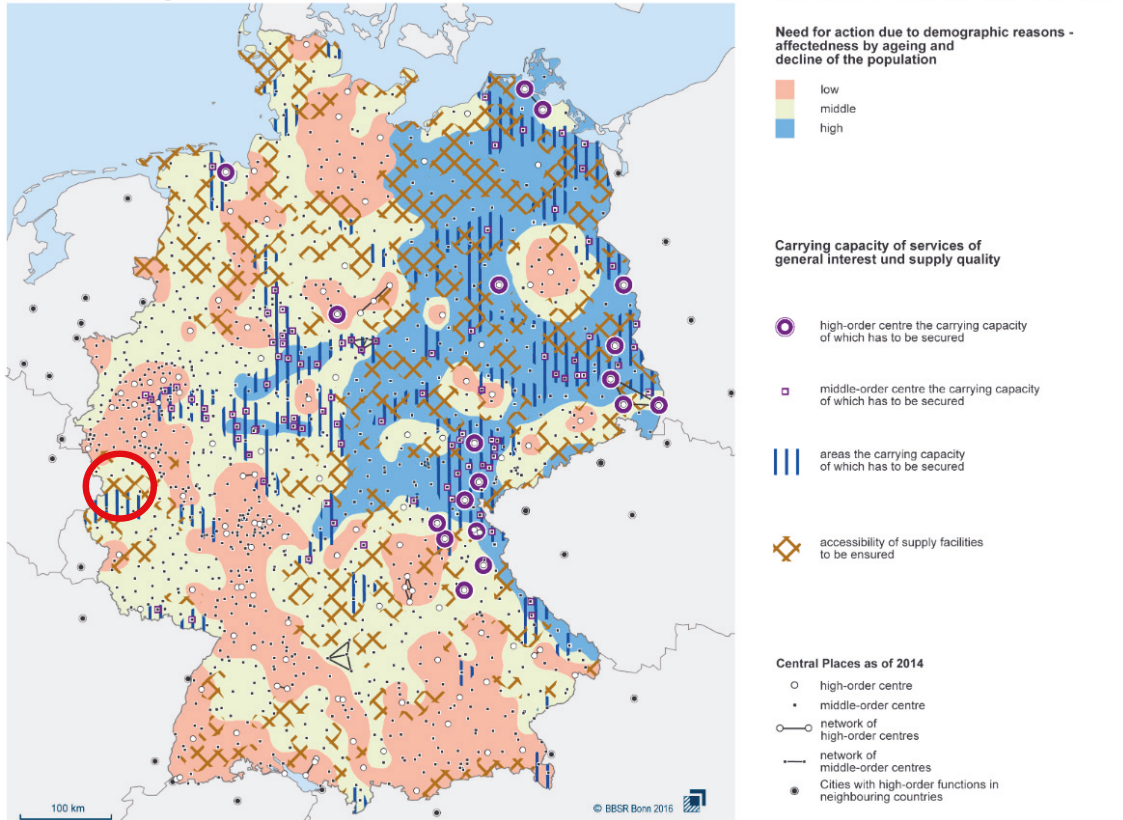 Need for action due to demographic reasons -
affectedness by ageing and
decline of the population
low
middle
high
Carrying capacity of services of
general interest und supply quality
high-order centre the carrying capacity
of which has to be secured
middle-order centre the carrying capacity
of which has to be secured
areas the carrying capacity
of which has to be secured
accessibility of supply facilities
to be ensured
Central Places as of 2014
high-order centre
middle-order centre
network of
high-order centres
network of
middle-order centres
Cities with high-order functions in
neighbouring countries
100 km
© BBSR Bonn 2016